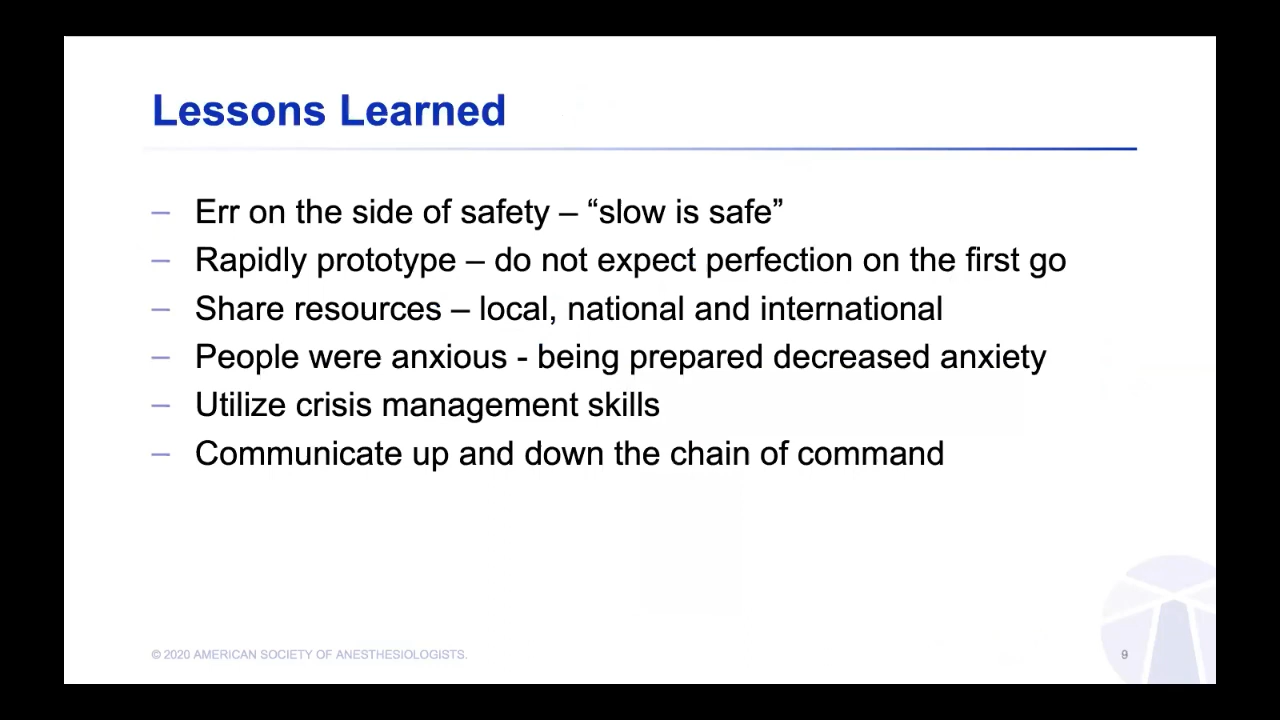 Lessons Learned
– Err on the side of safety – “slow is safe”
– Rapidly prototype – do not expect perfection on the first go
– Share resources – local, national and international
– People were anxious - being prepared decreased anxiety
– Utilize crisis management skills
– Communicate up and down the chain of command
© 2020 AMERICAN SOCIETY OF ANESTHESIOLOGISTS.
9